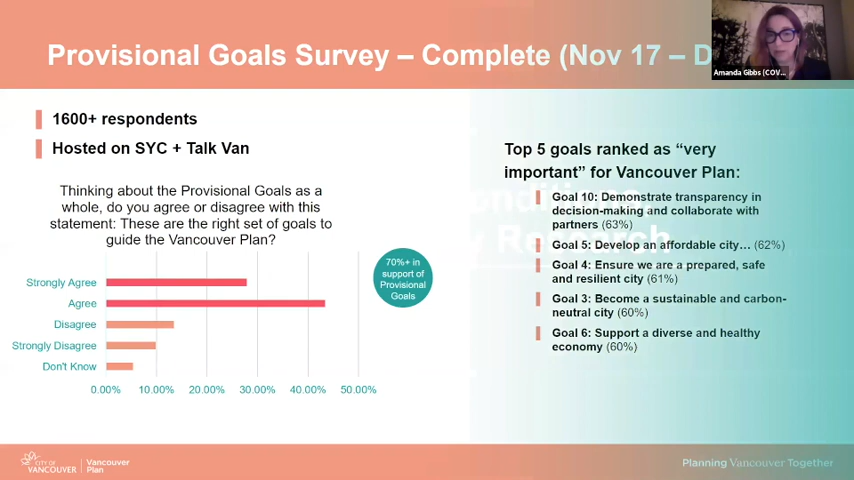 Provisional Goals Survey – Complete (Nov 17 – D
Amanda Gibbs (COV...
1600+ respondents
Hosted on SYC + Talk Van
Thinking about the Provisional Goals as a
whole, do you agree or disagree with this
statement: These are the right set of goals to
guide the Vancouver Plan?
70%+ in
support of
Provisional
Goals
Strongly Agree
Agree
Disagree
Strongly Disagree
Don't Know
0.00% 10.00% 20.00% 30.00% 40.00% 50.00%
Top 5 goals ranked as “very
important” for Vancouver Plan:
Goal 10: Demonstrate transparency in
decision-making and collaborate with
partners (63%)
Goal 5: Develop an affordable city… (62%)
Goal 4: Ensure we are a prepared, safe
and resilient city (61%)
Goal 3: Become a sustainable and carbon-
neutral city (60%)
Goal 6: Support a diverse and healthy
economy (60%)
CITY OF
VANCOUVER
Vancouver
Plan
Planning Vancouver Together